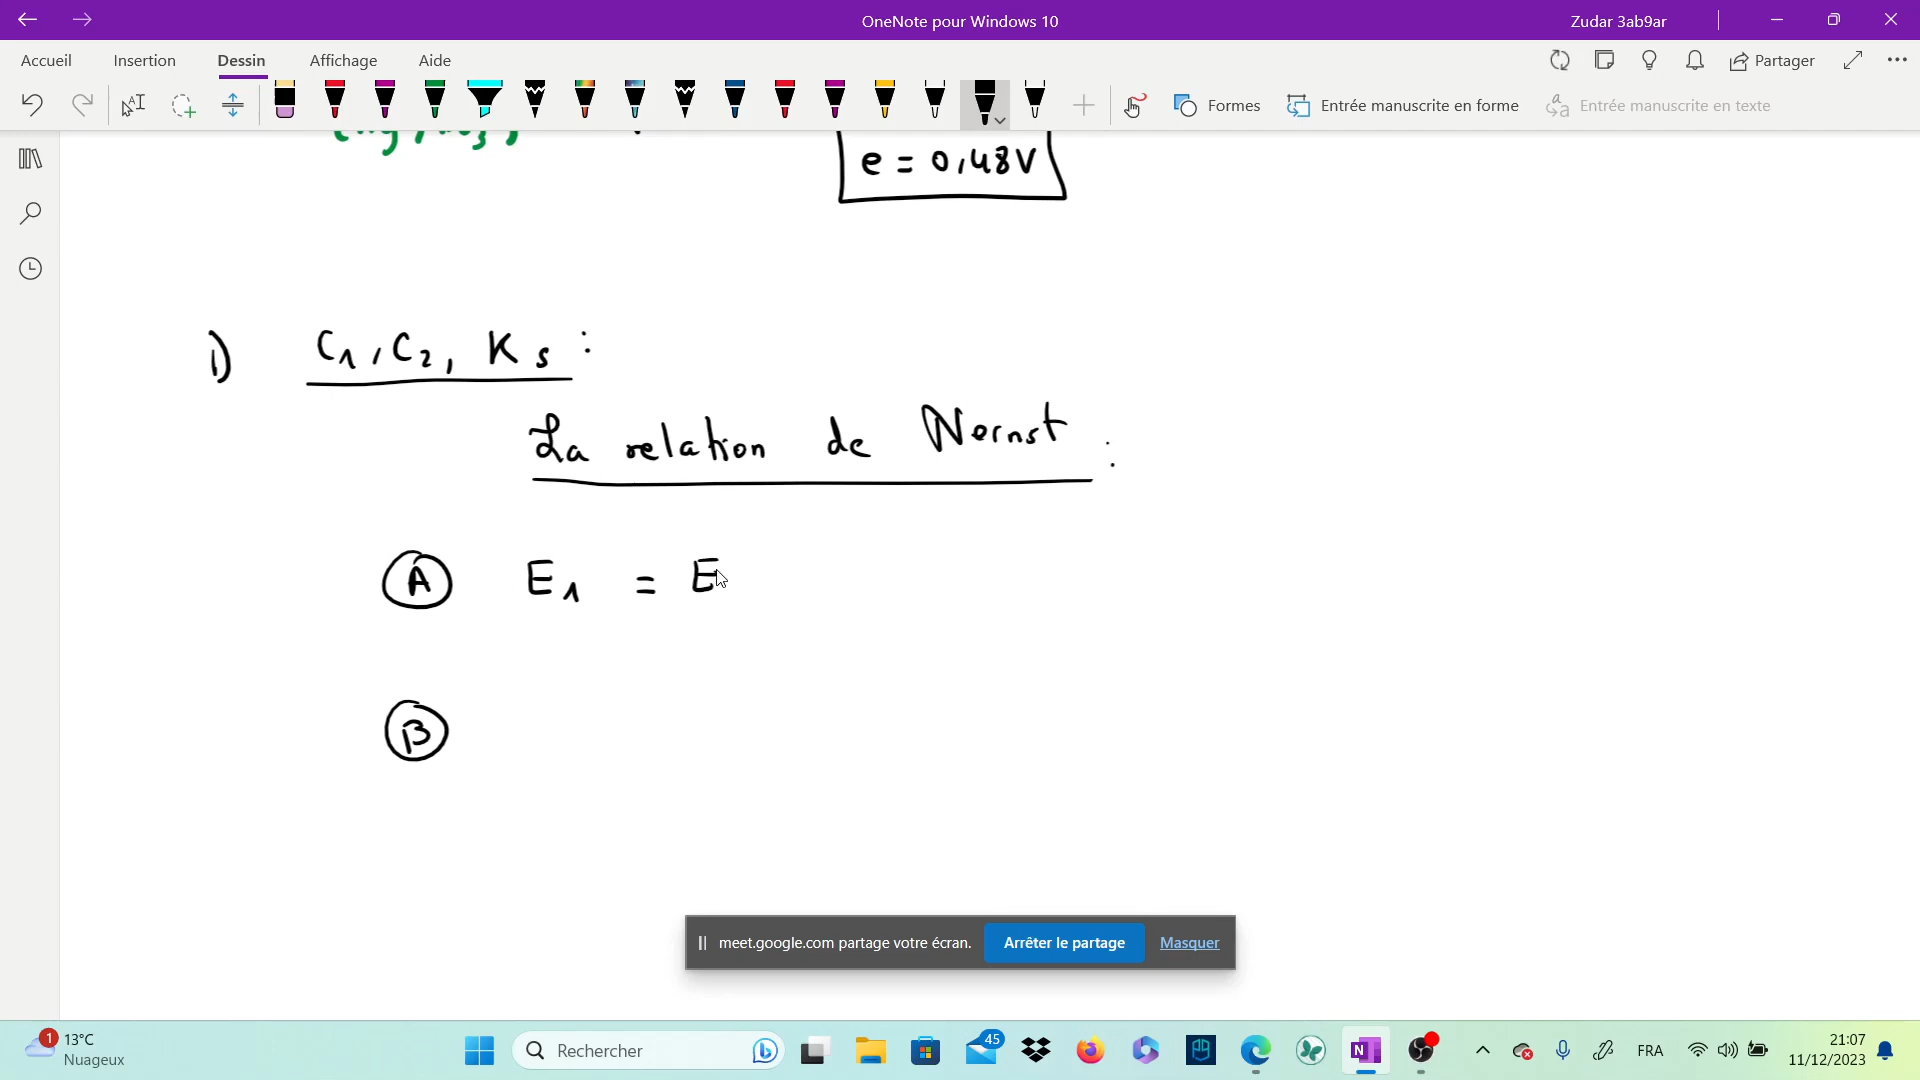 OneNote pour Windows 10
Zudar 3ab9ar
Accueil Insertion Dessin Affichage Aide
Partager
Formes Entrée manuscrite en forme Entrée manuscrite en texte
e = 0,48V
1) C1, C2, Ks :
La relation de Nernst :
A E1 = E
B
meet.google.com partage votre écran. Arrêter le partage Masquer
1 13°C
Nuageux
Rechercher
45
FRA
21:07
11/12/2023